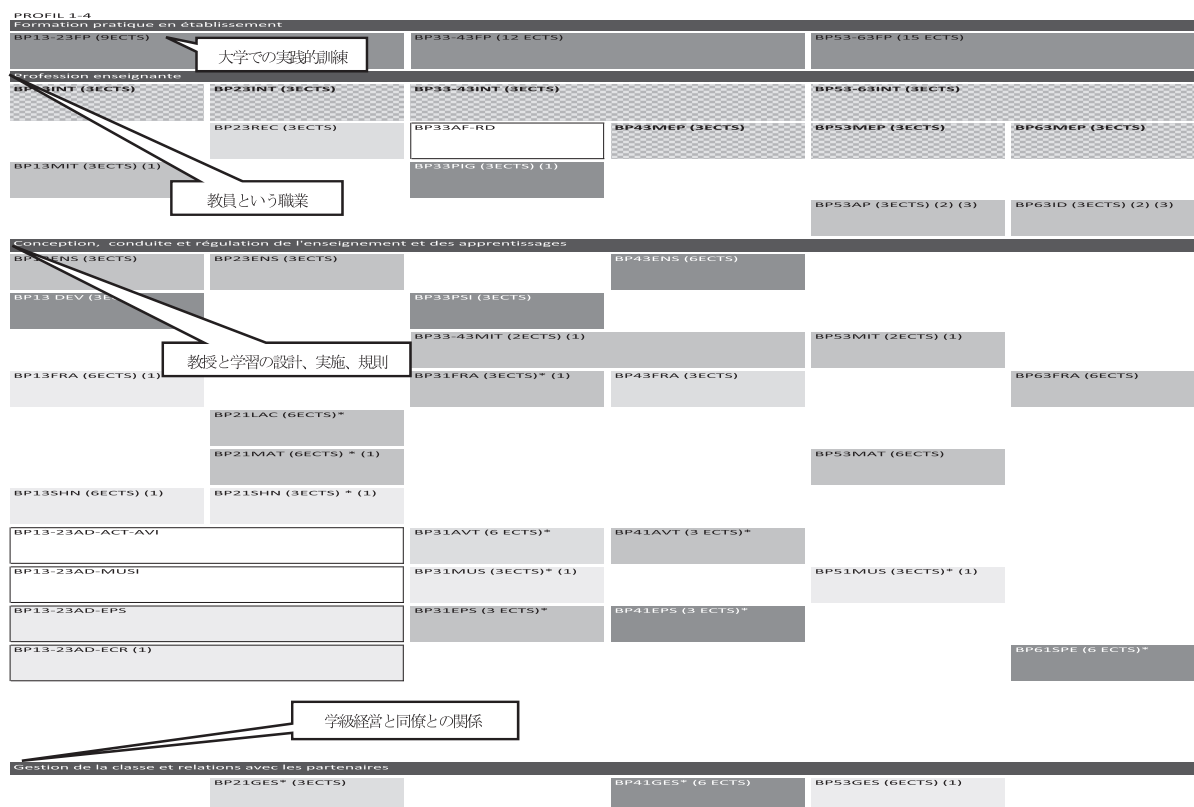 PROFIL 1-4
Formation pratique en établissement
BP13-23FP (9ECTS) BP33-43FP (12 ECTS) BP53-63FP (15 ECTS)
大学での実践的訓練
Profession enseignante
BP13INT (3ECTS) BP23INT (3ECTS) BP33-43INT (3ECTS) BP53-63INT (3ECTS)
BP23REC (3ECTS) BP33AF-RD BP43MEP (3ECTS) BP53MEP (3ECTS) BP63MEP (3ECTS)
BP13MIT (3ECTS) (1) BP33PIG (3ECTS) (1)
教員という職業
BP53AP (3ECTS) (2) (3) BP63ID (3ECTS) (2) (3)
Conception, conduite et régulation de l'enseignement et des apprentissages
BP13ENS (3ECTS) BP23ENS (3ECTS) BP43ENS (6ECTS)
BP13 DEV (3E BP33PSI (3ECTS)
BP33-43MIT (2ECTS) (1) BP53MIT (2ECTS) (1)
教授と学習の設計、実施、規則
BP13FRA (6ECTS) (1) BP31FRA (3ECTS)* (1) BP43FRA (3ECTS) BP63FRA (6ECTS)
BP21LAC (6ECTS)*
BP21MAT (6ECTS) * (1) BP53MAT (6ECTS)
BP13SHN (6ECTS) (1) BP21SHN (3ECTS) * (1)
BP13-23AD-ACT-AVI BP31AVT (6 ECTS)* BP41AVT (3 ECTS)*
BP13-23AD-MUSI BP31MUS (3ECTS)* (1) BP51MUS (3ECTS)* (1)
BP13-23AD-EPS BP31EPS (3 ECTS)* BP41EPS (3 ECTS)*
BP13-23AD-ECR (1) BP61SPE (6 ECTS)*
学級経営と同僚との関係
Gestion de la classe et relations avec les partenaires
BP21GES* (3ECTS) BP41GES* (6 ECTS) BP53GES (6ECTS) (1)